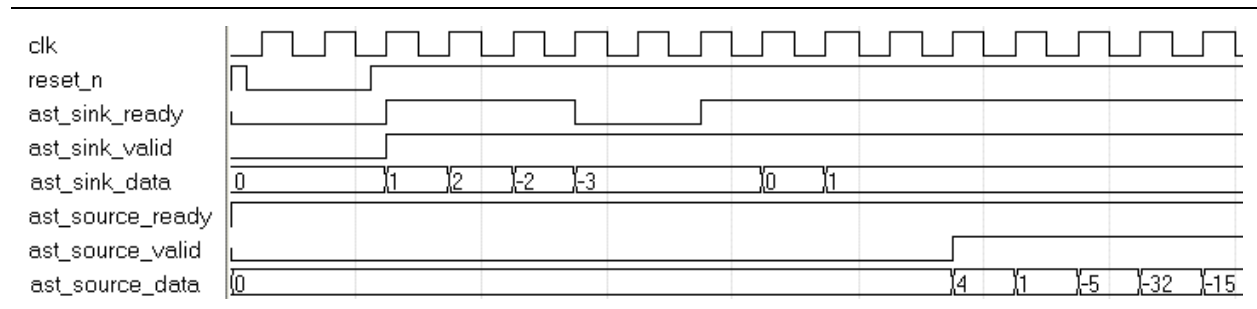 clk
reset_n
ast_sink_ready
ast_sink_valid
ast_sink_data 0 1 2 -2 -3 0 1
ast_source_ready
ast_source_valid
ast_source_data 0 4 1 -5 -32 -15